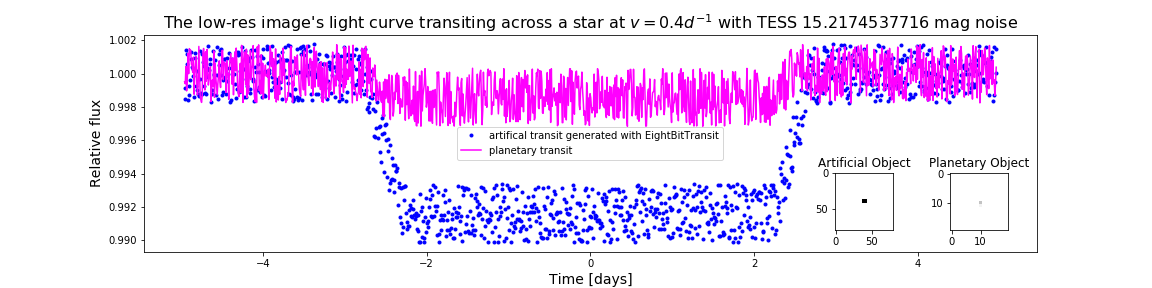 The low-res image's light curve transiting across a star at v = 0.4d⁻¹ with TESS 15.2174537716 mag noise
1.002
1.000
0.998
0.996
0.994
0.992
0.990
Relative flux
artifical transit generated with EightBitTransit
planetary transit
Artificial Object
0
50
0 50
Planetary Object
0
10
0 10
−4 −2 0 2 4
Time [days]